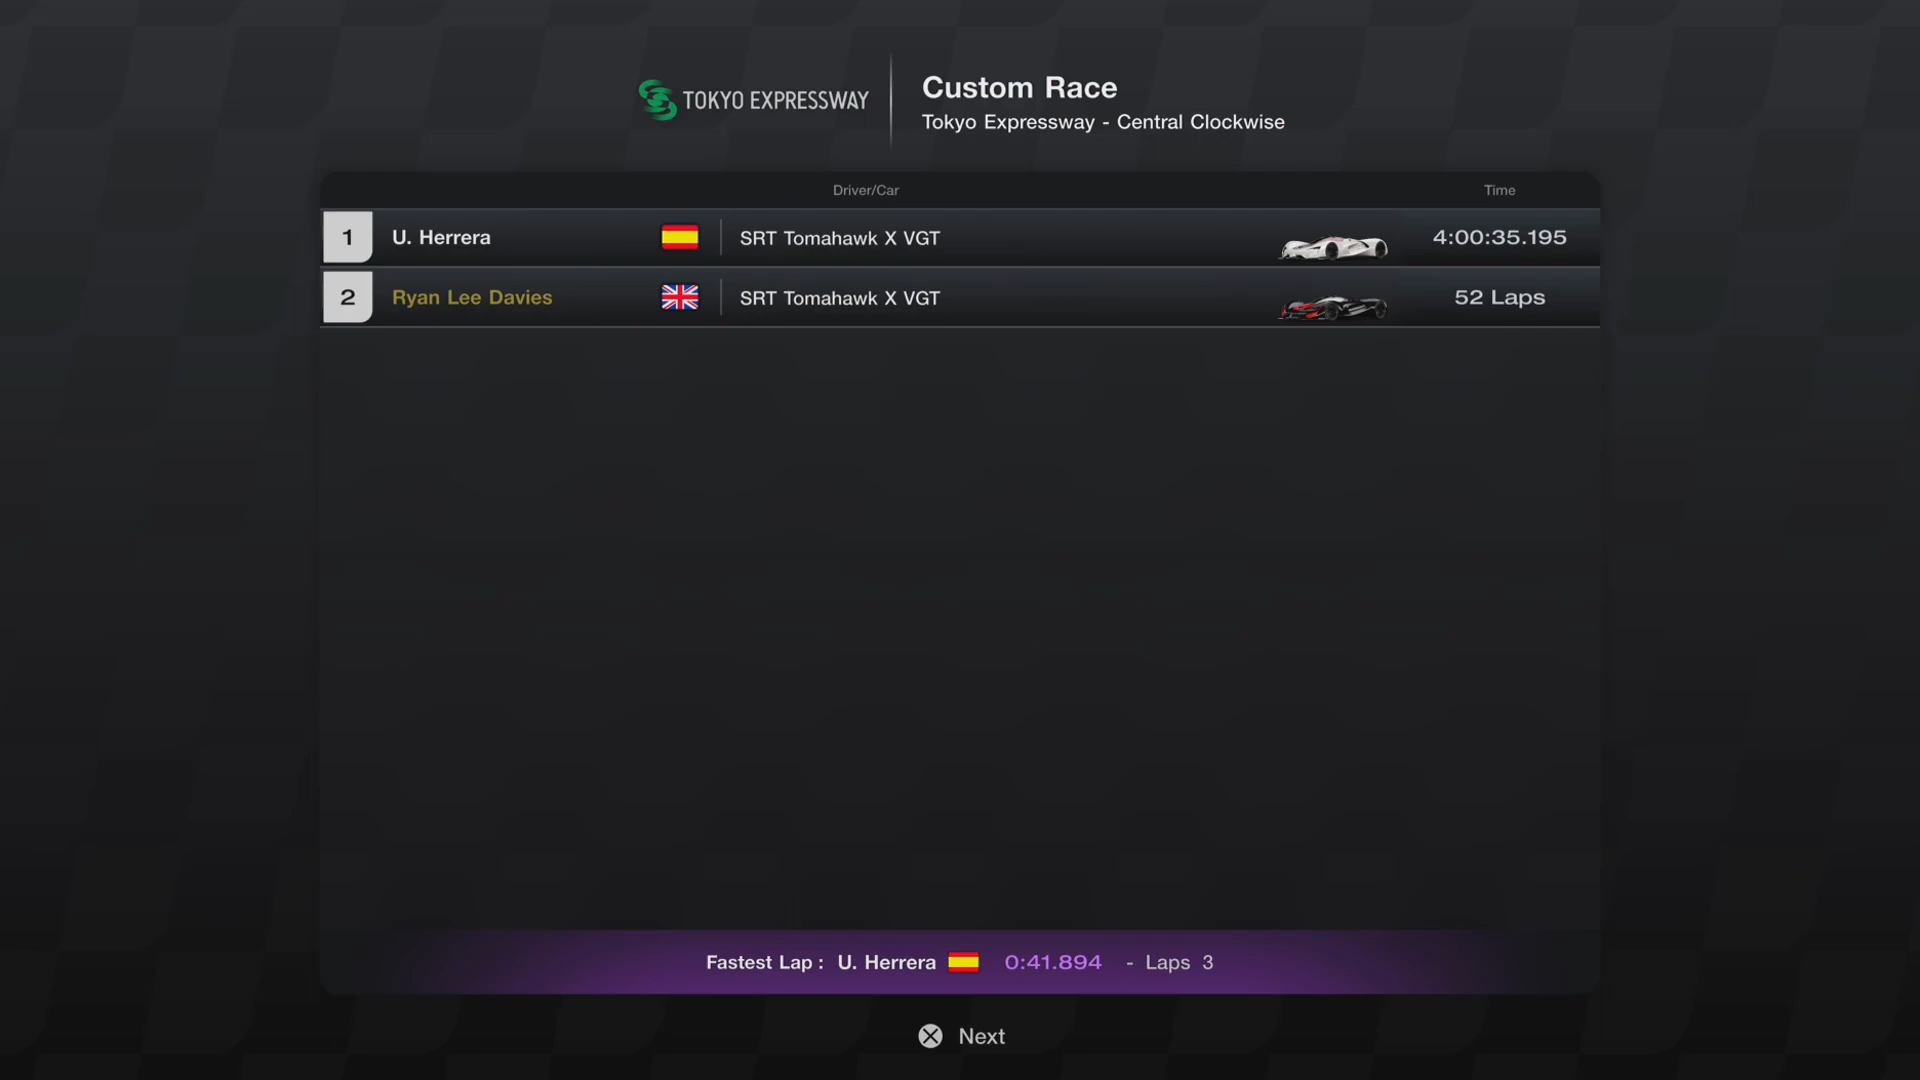 TOKYO EXPRESSWAY
Custom Race
Tokyo Expressway - Central Clockwise
Driver/Car Time
1 U. Herrera SRT Tomahawk X VGT 4:00:35.195
2 Ryan Lee Davies SRT Tomahawk X VGT 52 Laps
Fastest Lap : U. Herrera 0:41.894 - Laps 3
Next